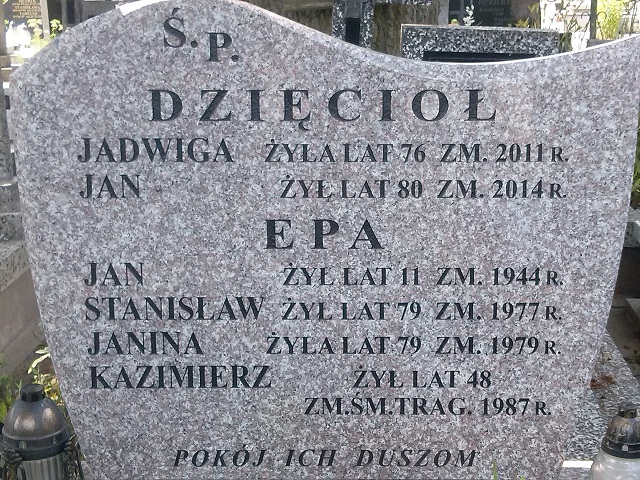 Ś.P.
DZIĘCIOŁ
JADWIGA ŻYŁA LAT 76 ZM. 2011 R.
JAN ŻYŁ LAT 80 ZM. 2014 R.
EPA
JAN ŻYŁ LAT 11 ZM. 1944 R.
STANISŁAW ŻYŁ LAT 79 ZM. 1977 R.
JANINA ŻYŁA LAT 79 ZM. 1979 R.
KAZIMIERZ ŻYŁ LAT 48
ZM.ŚM.TRAG. 1987 R.
POKÓJ ICH DUSZOM